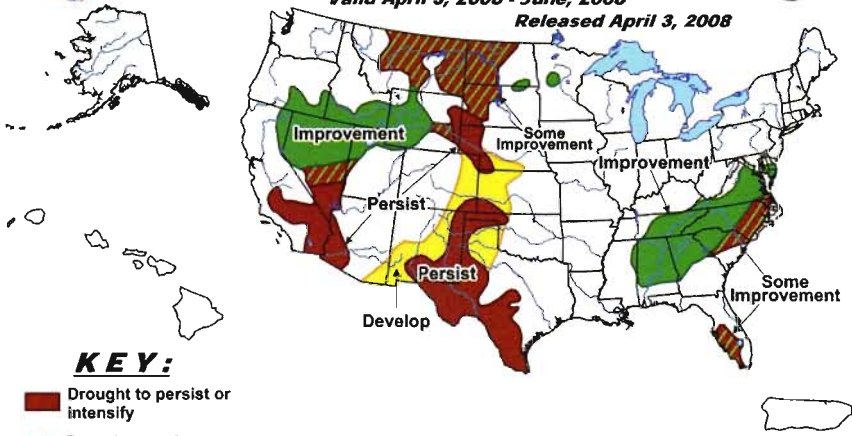 Released April 3, 2008
Improvement
Some
Improvement
Improvement
Persist
Persist
Some
Improvement
Develop
KEY:
Drought to persist or
intensify